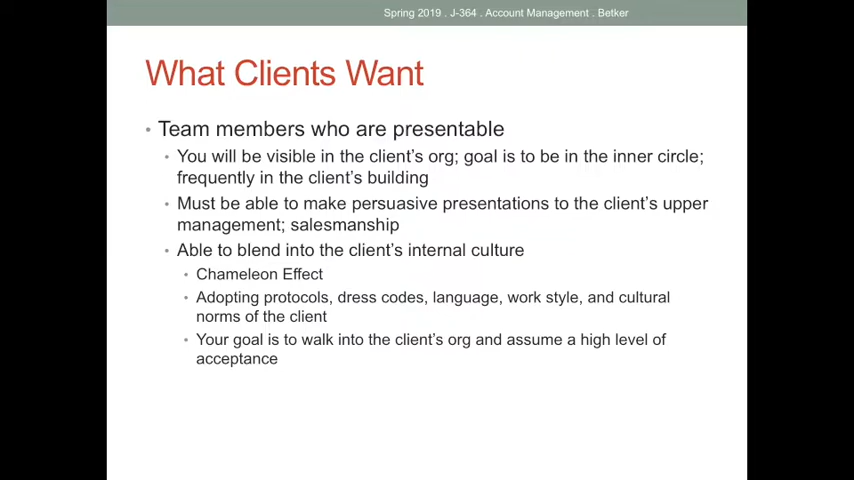 Spring 2019 . J-364 . Account Management . Betker
What Clients Want
• Team members who are presentable
• You will be visible in the client's org; goal is to be in the inner circle;
frequently in the client's building
• Must be able to make persuasive presentations to the client's upper
management; salesmanship
• Able to blend into the client's internal culture
• Chameleon Effect
• Adopting protocols, dress codes, language, work style, and cultural
norms of the client
• Your goal is to walk into the client's org and assume a high level of
acceptance